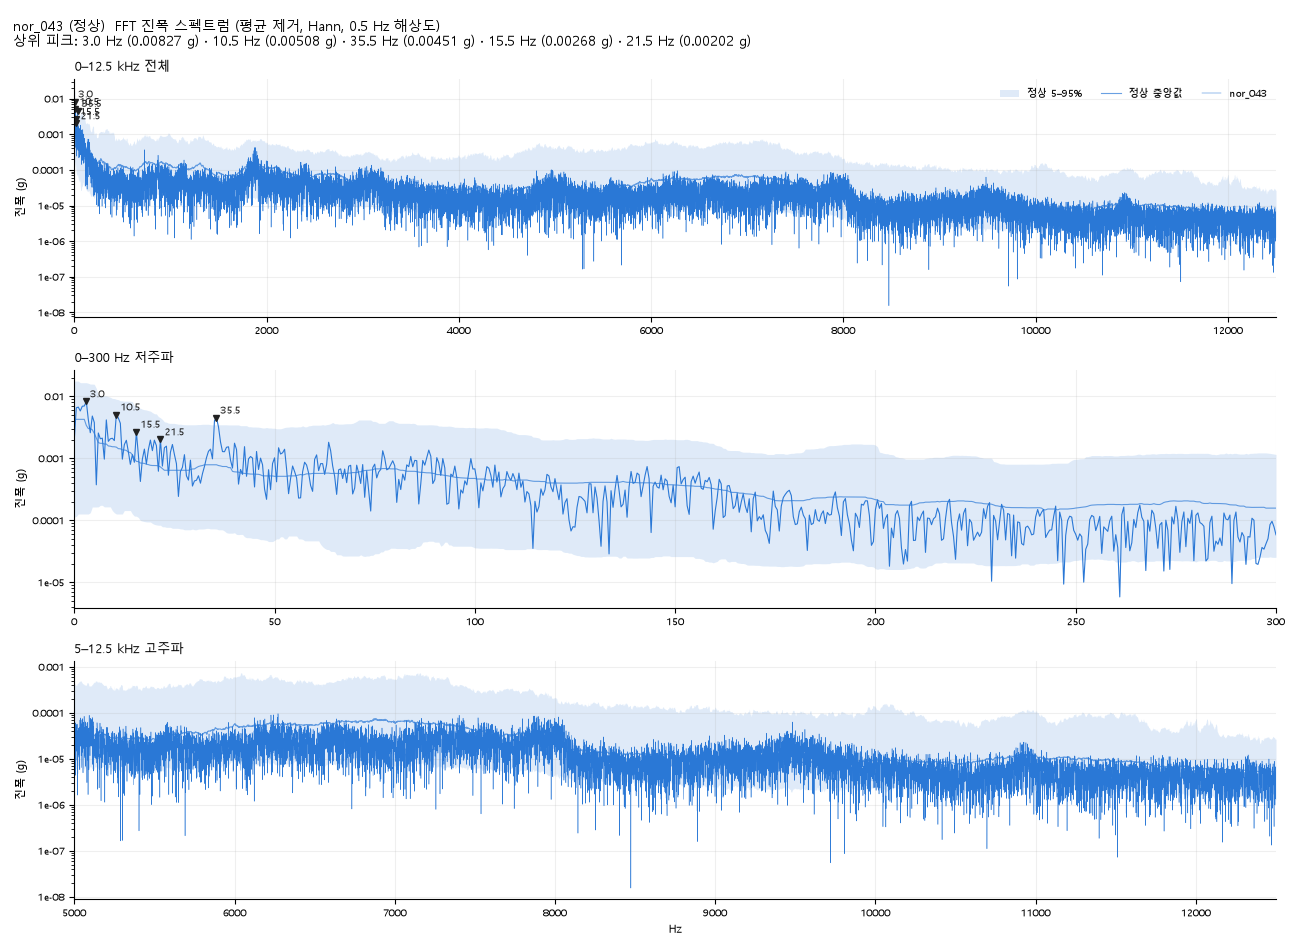 nor_043 (정상)  FFT 진폭 스펙트럼 (평균 제거, Hann, 0.5 Hz 해상도)
상위 피크: 3.0 Hz (0.00827 g) · 10.5 Hz (0.00508 g) · 35.5 Hz (0.00451 g) · 15.5 Hz (0.00268 g) · 21.5 Hz (0.00202 g)
0–12.5 kHz 전체
정상 5–95%  정상 중앙값  nor_043
3.0
15.5
21.5
진폭 (g)
0.01
0.001
0.0001
1e-05
1e-06
1e-07
1e-08
0 2000 4000 6000 8000 10000 12000
0–300 Hz 저주파
3.0
10.5
15.5
21.5
35.5
진폭 (g)
0.01
0.001
0.0001
1e-05
0 50 100 150 200 250 300
5–12.5 kHz 고주파
진폭 (g)
0.001
0.0001
1e-05
1e-06
1e-07
1e-08
5000 6000 7000 8000 9000 10000 11000 12000
Hz